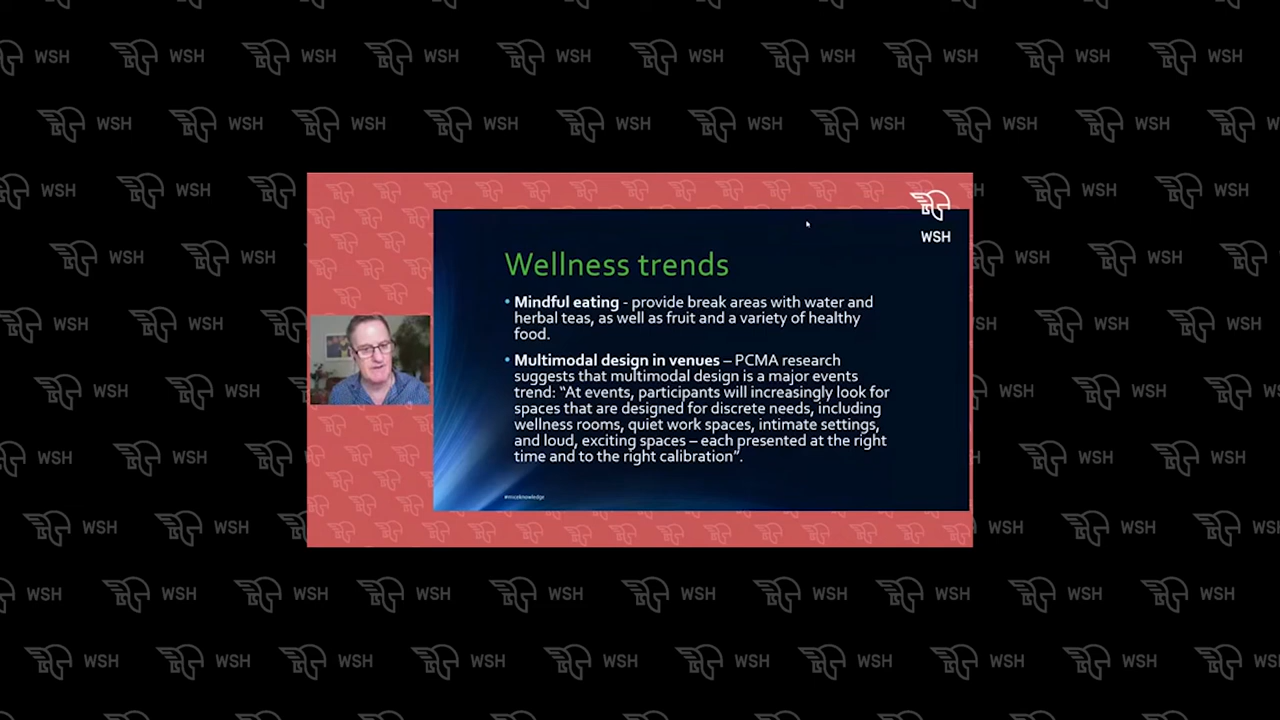 WSH
Wellness trends
• Mindful eating - provide break areas with water and
herbal teas, as well as fruit and a variety of healthy
food.
• Multimodal design in venues – PCMA research
suggests that multimodal design is a major events
trend: “At events, participants will increasingly look for
spaces that are designed for discrete needs, including
wellness rooms, quiet work spaces, intimate settings,
and loud, exciting spaces – each presented at the right
time and to the right calibration”.
#miceknowledge